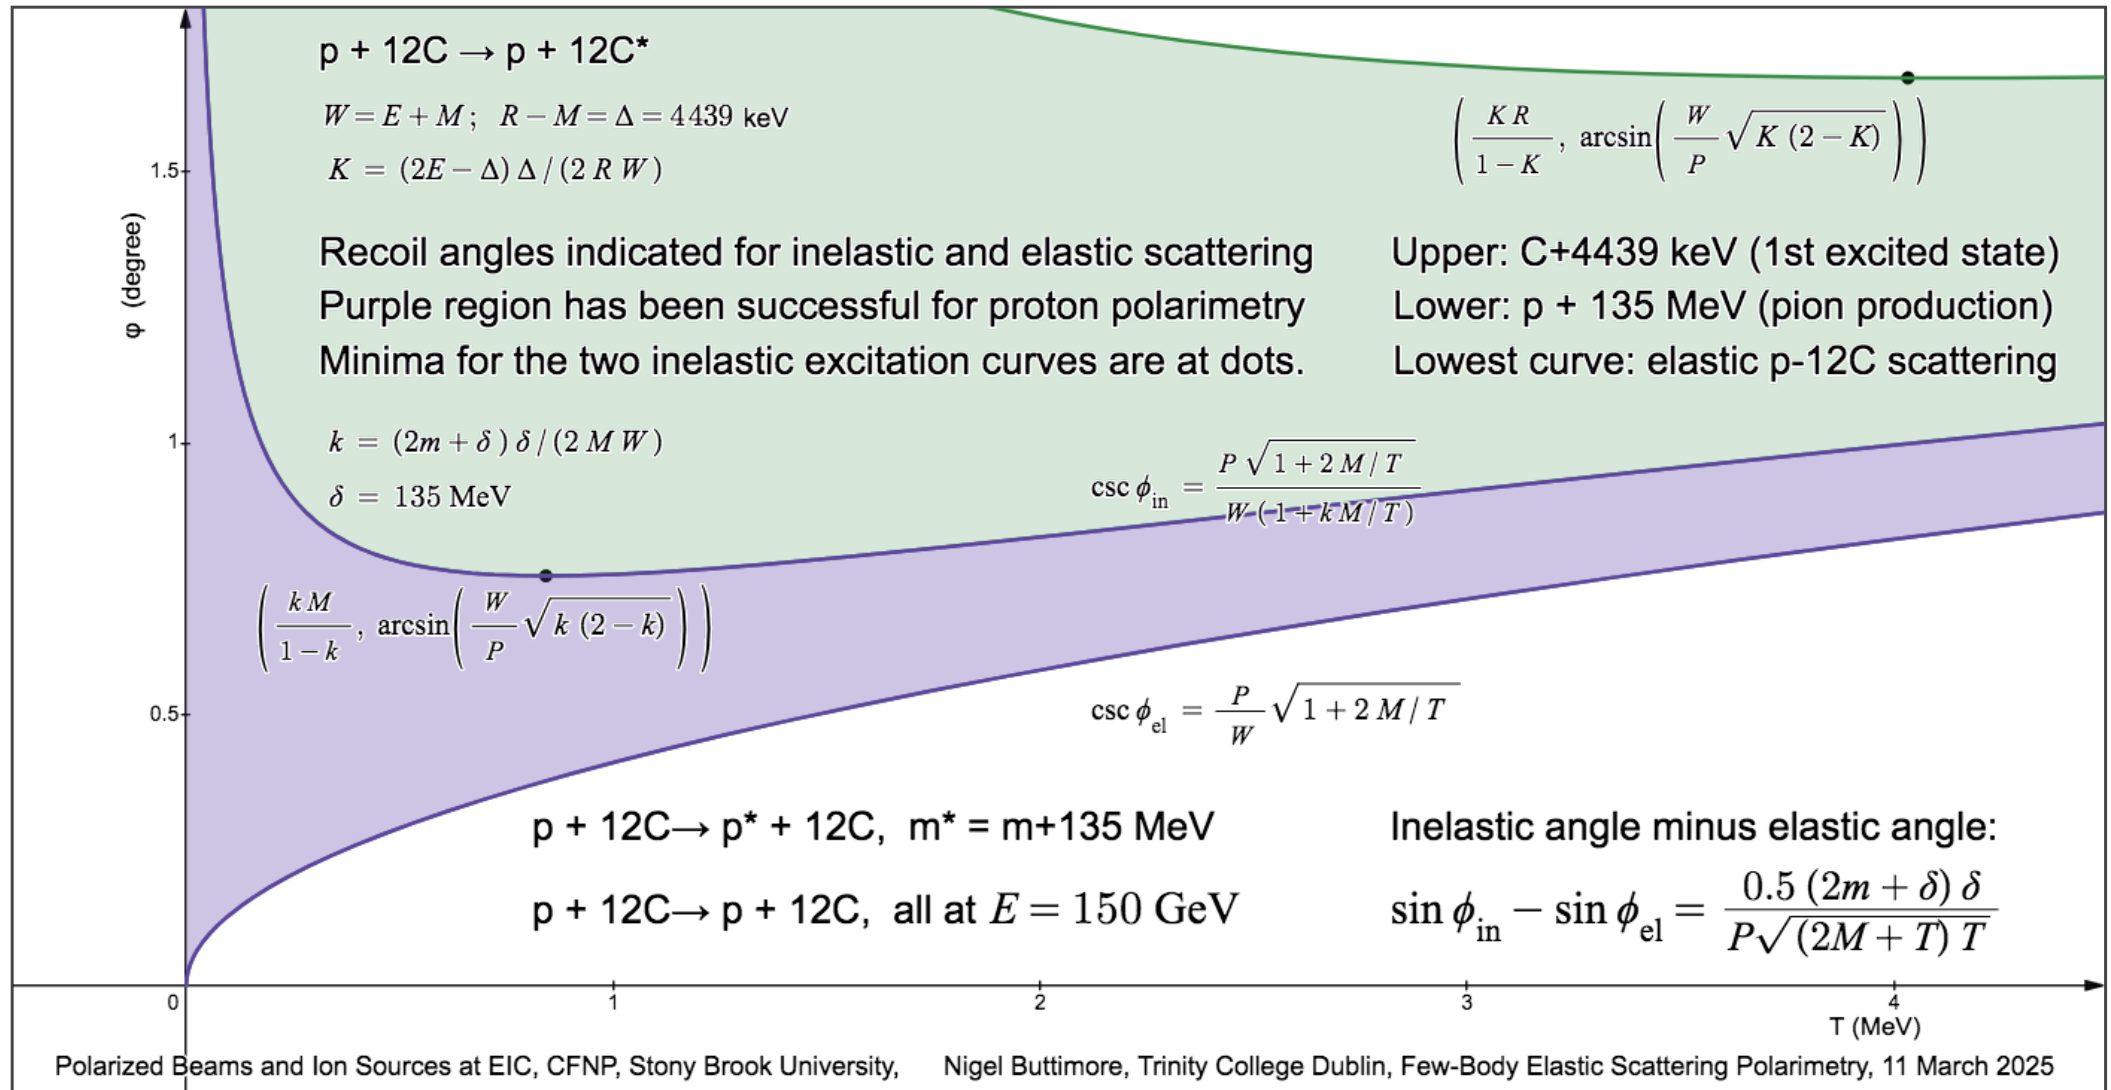 p + 12C → p + 12C*
W = E + M ;  R − M = Δ = 4439 keV
K = (2E − Δ) Δ / (2 R W)
( K R / (1 − K) , arcsin( W / P √(K (2 − K)) ) )
1.5
φ (degree)
Recoil angles indicated for inelastic and elastic scattering
Purple region has been successful for proton polarimetry
Minima for the two inelastic excitation curves are at dots.
Upper: C+4439 keV (1st excited state)
Lower: p + 135 MeV (pion production)
Lowest curve: elastic p-12C scattering
1
k = (2m + δ) δ / (2 M W)
δ = 135 MeV
csc ϕ_in = P √(1 + 2 M / T) / W (1 + k M / T)
( k M / (1 − k) , arcsin( W / P √(k (2 − k)) ) )
0.5
csc ϕ_el = P / W √(1 + 2 M / T)
p + 12C→ p* + 12C, m* = m+135 MeV
p + 12C→ p + 12C, all at E = 150 GeV
Inelastic angle minus elastic angle:
sin ϕ_in − sin ϕ_el = 0.5 (2m + δ) δ / P√((2M + T) T)
0 1 2 3 4
T (MeV)
Polarized Beams and Ion Sources at EIC, CFNP, Stony Brook University, Nigel Buttimore, Trinity College Dublin, Few-Body Elastic Scattering Polarimetry, 11 March 2025